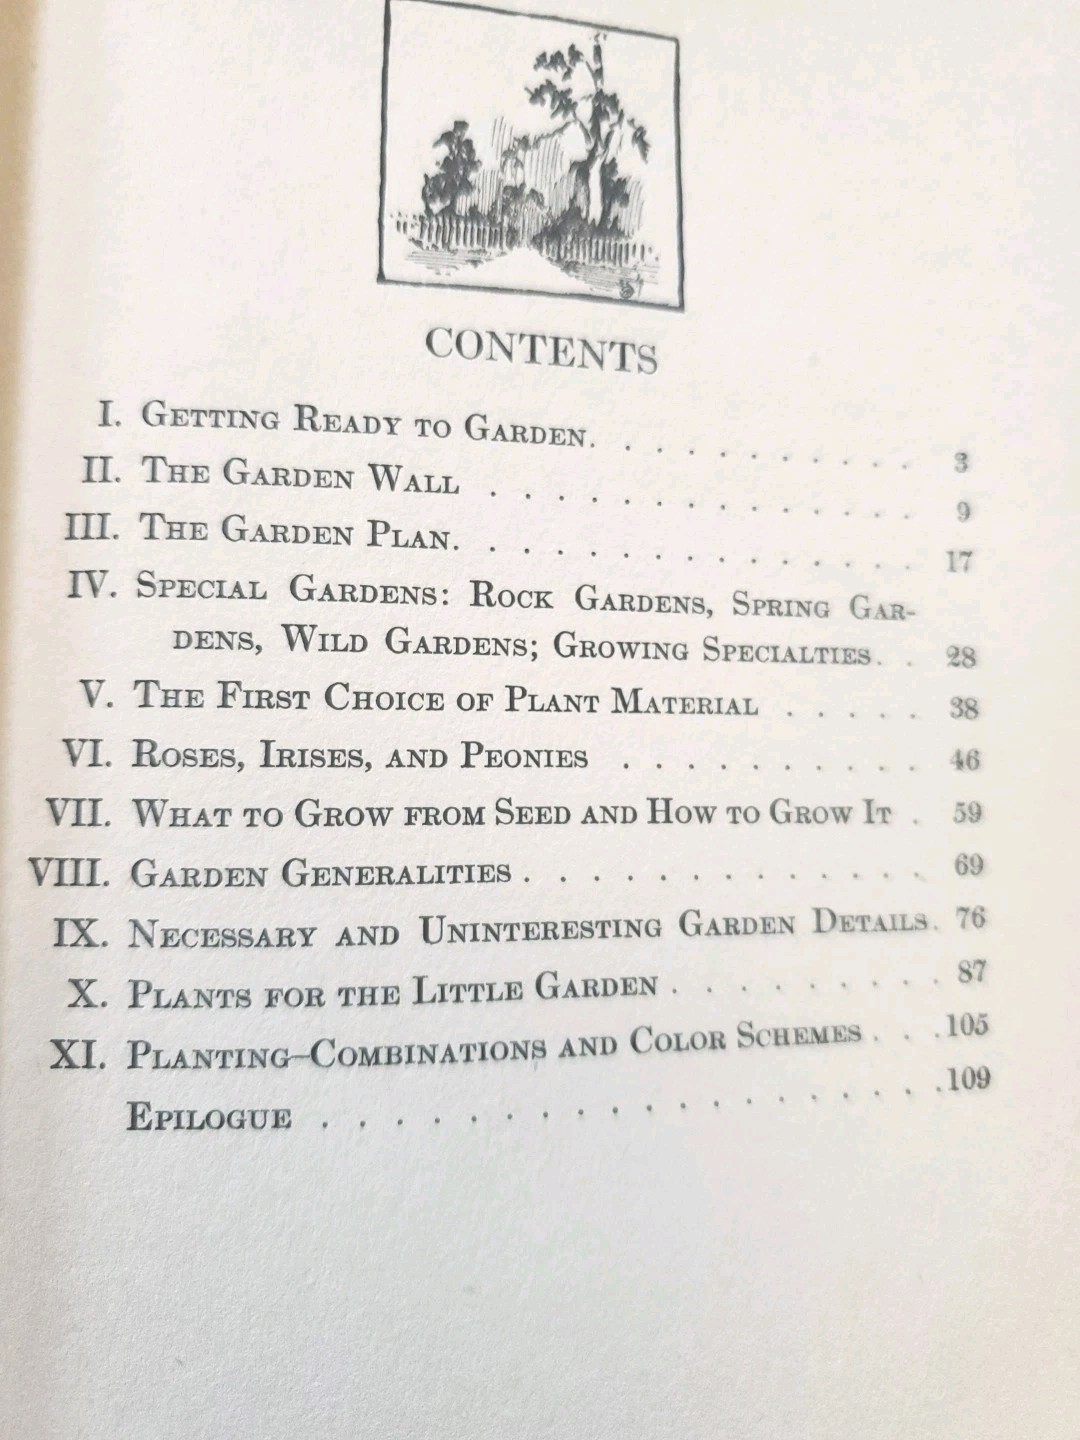 CONTENTS
I. GETTING READY TO GARDEN. . . . . . . . . . . 3
II. THE GARDEN WALL . . . . . . . . . . . . . . 9
III. THE GARDEN PLAN. . . . . . . . . . . . . . 17
IV. SPECIAL GARDENS: ROCK GARDENS, SPRING GAR-
DENS, WILD GARDENS; GROWING SPECIALTIES. . 28
V. THE FIRST CHOICE OF PLANT MATERIAL . . . . . 38
VI. ROSES, IRISES, AND PEONIES . . . . . . . . . . 46
VII. WHAT TO GROW FROM SEED AND HOW TO GROW IT . 59
VIII. GARDEN GENERALITIES . . . . . . . . . . . . . 69
IX. NECESSARY AND UNINTERESTING GARDEN DETAILS. 76
X. PLANTS FOR THE LITTLE GARDEN . . . . . . . . . 87
XI. PLANTING-COMBINATIONS AND COLOR SCHEMES . . . 105
EPILOGUE . . . . . . . . . . . . . . . . . . 109